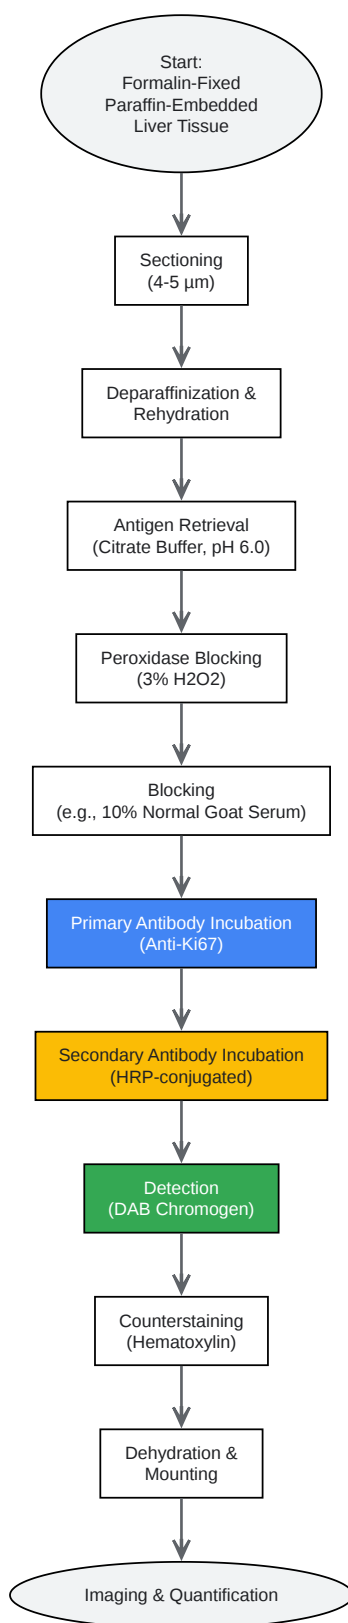 Start:
Formalin-Fixed
Paraffin-Embedded
Liver Tissue
Sectioning
(4-5 µm)
Deparaffinization &
Rehydration
Antigen Retrieval
(Citrate Buffer, pH 6.0)
Peroxidase Blocking
(3% H2O2)
Blocking
(e.g., 10% Normal Goat Serum)
Primary Antibody Incubation
(Anti-Ki67)
Secondary Antibody Incubation
(HRP-conjugated)
Detection
(DAB Chromogen)
Counterstaining
(Hematoxylin)
Dehydration &
Mounting
Imaging & Quantification